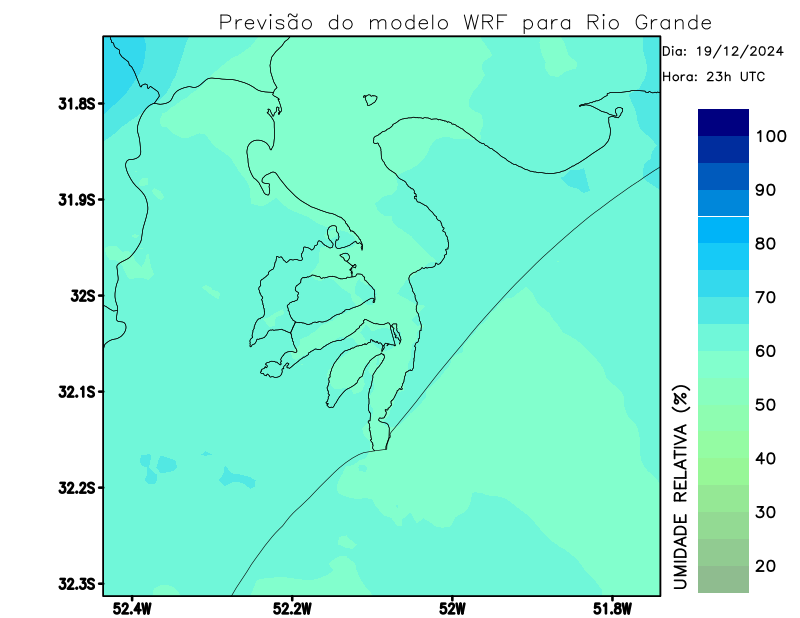 Previsão do modelo WRF para Rio Grande
Dia: 19/12/2024
Hora: 23h UTC
31.8S
31.9S
32S
32.1S
32.2S
32.3S
52.4W
52.2W
52W
51.8W
100
90
80
70
60
50
40
30
20
UMIDADE RELATIVA (%)